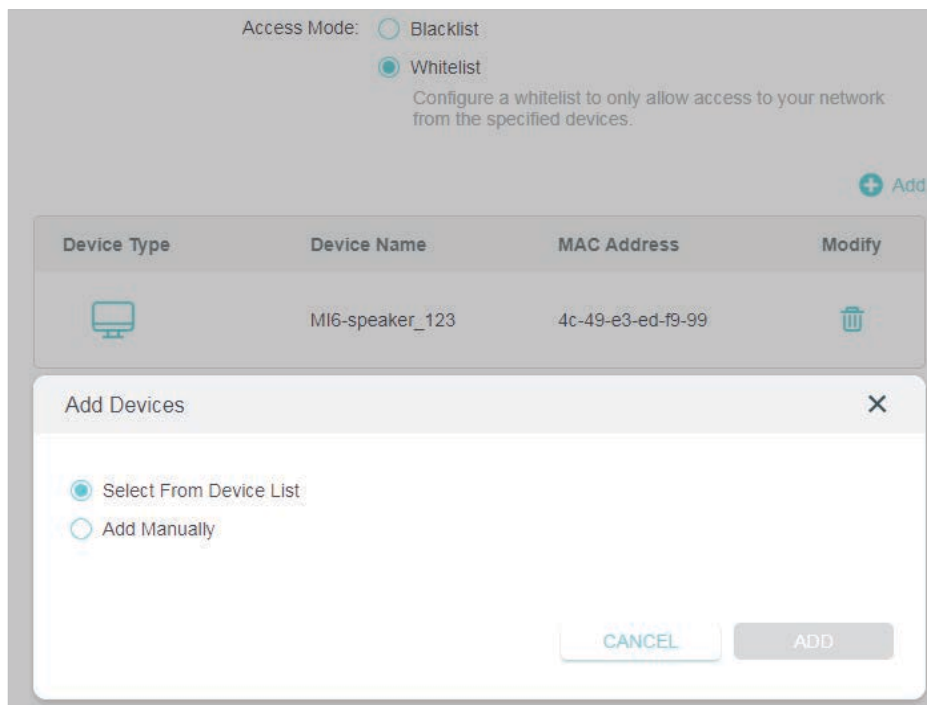 Access Mode: Blacklist
Whitelist
Configure a whitelist to only allow access to your network
from the specified devices.
Add
Device Type Device Name MAC Address Modify
MI6-speaker_123 4c-49-e3-ed-f9-99
Add Devices
Select From Device List
Add Manually
CANCEL ADD